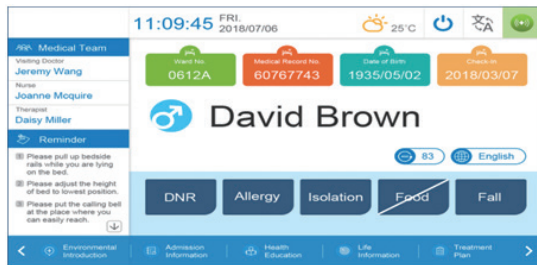 11:09:45 FRI.
2018/07/06
25°C
Medical Team
Visiting Doctor
Jeremy Wang
Nurse
Joanne Mcquire
Therapist
Daisy Miller
Reminder
Please pull up bedside
rails while you are lying
on the bed.
Please adjust the height
of bed to lowest position.
Please put the calling bell
at the place where you
can easily reach.
Ward No.
0612A
Medical Record No.
60767743
Date of Birth
1935/05/02
Check-in
2018/03/07
David Brown
83
English
DNR
Allergy
Isolation
Food
Fall
Environmental
Introduction
Admission
Information
Health
Education
Life
Information
Treatment
Plan